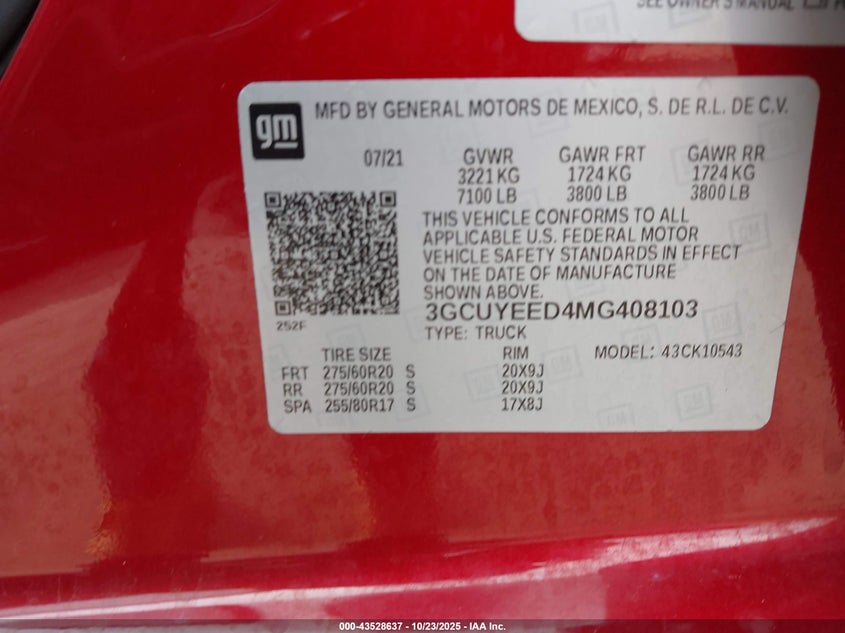 SEE OWNER'S MANUAL
gm
MFD BY GENERAL MOTORS DE MEXICO, S. DE R.L. DE C.V.
07/21 GVWR GAWR FRT GAWR RR
3221 KG 1724 KG 1724 KG
7100 LB 3800 LB 3800 LB
THIS VEHICLE CONFORMS TO ALL
APPLICABLE U.S. FEDERAL MOTOR
VEHICLE SAFETY STANDARDS IN EFFECT
ON THE DATE OF MANUFACTURE
SHOWN ABOVE.
252F
3GCUYEED4MG408103
TYPE: TRUCK
TIRE SIZE RIM MODEL: 43CK10543
FRT 275/60R20 S 20X9J
RR 275/60R20 S 20X9J
SPA 255/80R17 S 17X8J
000-43528637 - 10/23/2025 - IAA Inc.